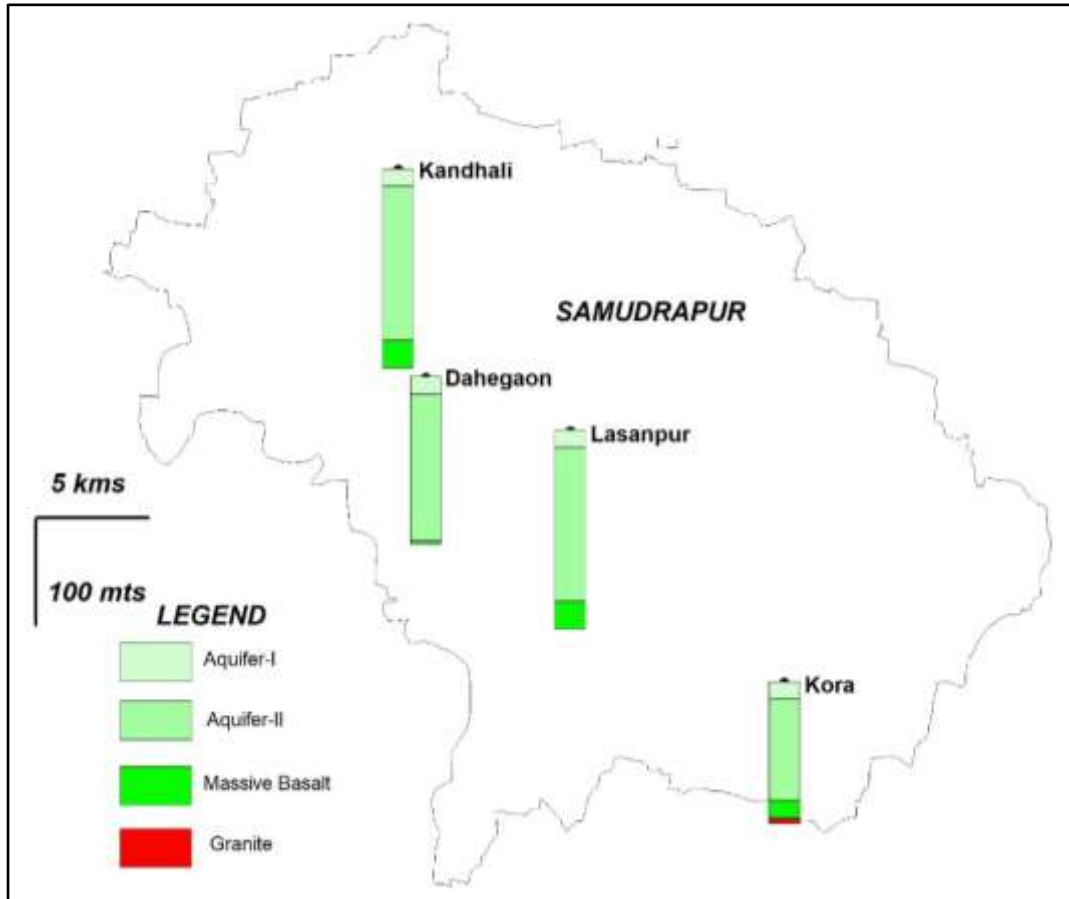 Kandhali
SAMUDRAPUR
Dahegaon
Lasanpur
5 kms
100 mts
LEGEND
Aquifer-I
Aquifer-II
Massive Basalt
Granite
Kora